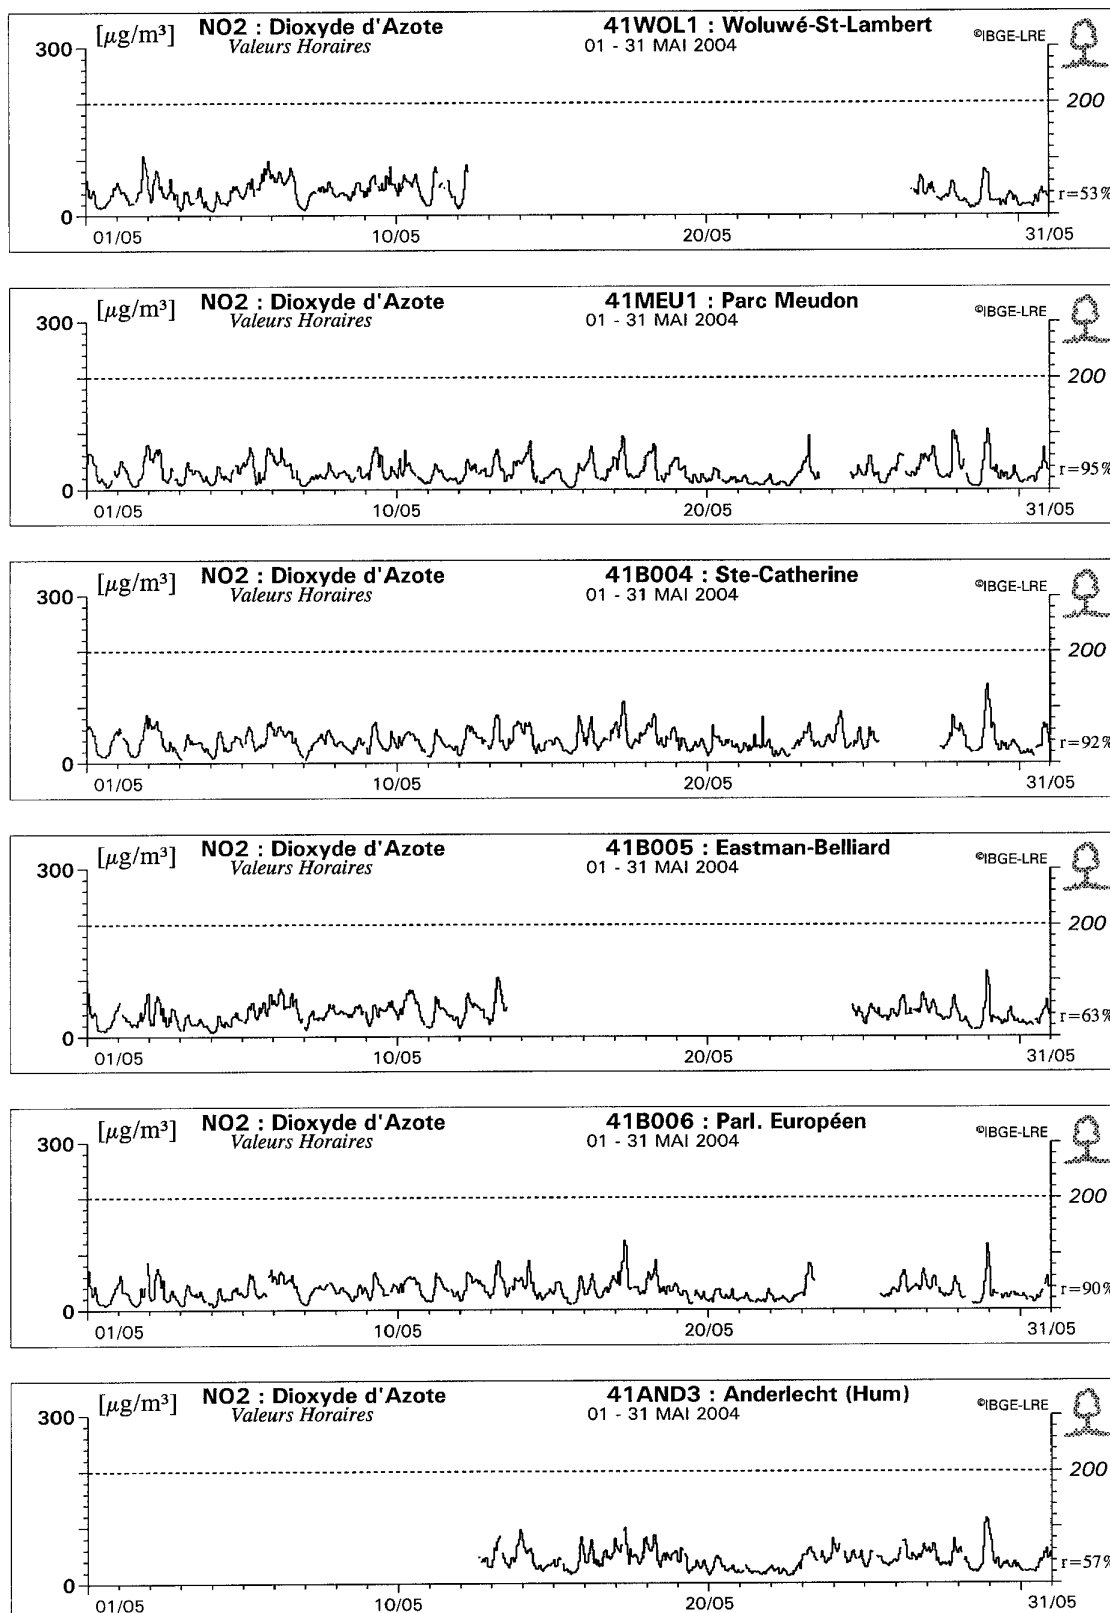 [μg/m³] NO2 : Dioxyde d'Azote 41WOL1 : Woluwé-St-Lambert ©IBGE-LRE
Valeurs Horaires 01 - 31 MAI 2004
300
200
r=53%
0
01/05 10/05 20/05 31/05
[μg/m³] NO2 : Dioxyde d'Azote 41MEU1 : Parc Meudon ©IBGE-LRE
Valeurs Horaires 01 - 31 MAI 2004
300
200
r=95%
0
01/05 10/05 20/05 31/05
[μg/m³] NO2 : Dioxyde d'Azote 41B004 : Ste-Catherine ©IBGE-LRE
Valeurs Horaires 01 - 31 MAI 2004
300
200
r=92%
0
01/05 10/05 20/05 31/05
[μg/m³] NO2 : Dioxyde d'Azote 41B005 : Eastman-Belliard ©IBGE-LRE
Valeurs Horaires 01 - 31 MAI 2004
300
200
r=63%
0
01/05 10/05 20/05 31/05
[μg/m³] NO2 : Dioxyde d'Azote 41B006 : Parl. Européen ©IBGE-LRE
Valeurs Horaires 01 - 31 MAI 2004
300
200
r=90%
0
01/05 10/05 20/05 31/05
[μg/m³] NO2 : Dioxyde d'Azote 41AND3 : Anderlecht (Hum) ©IBGE-LRE
Valeurs Horaires 01 - 31 MAI 2004
300
200
r=57%
0
01/05 10/05 20/05 31/05